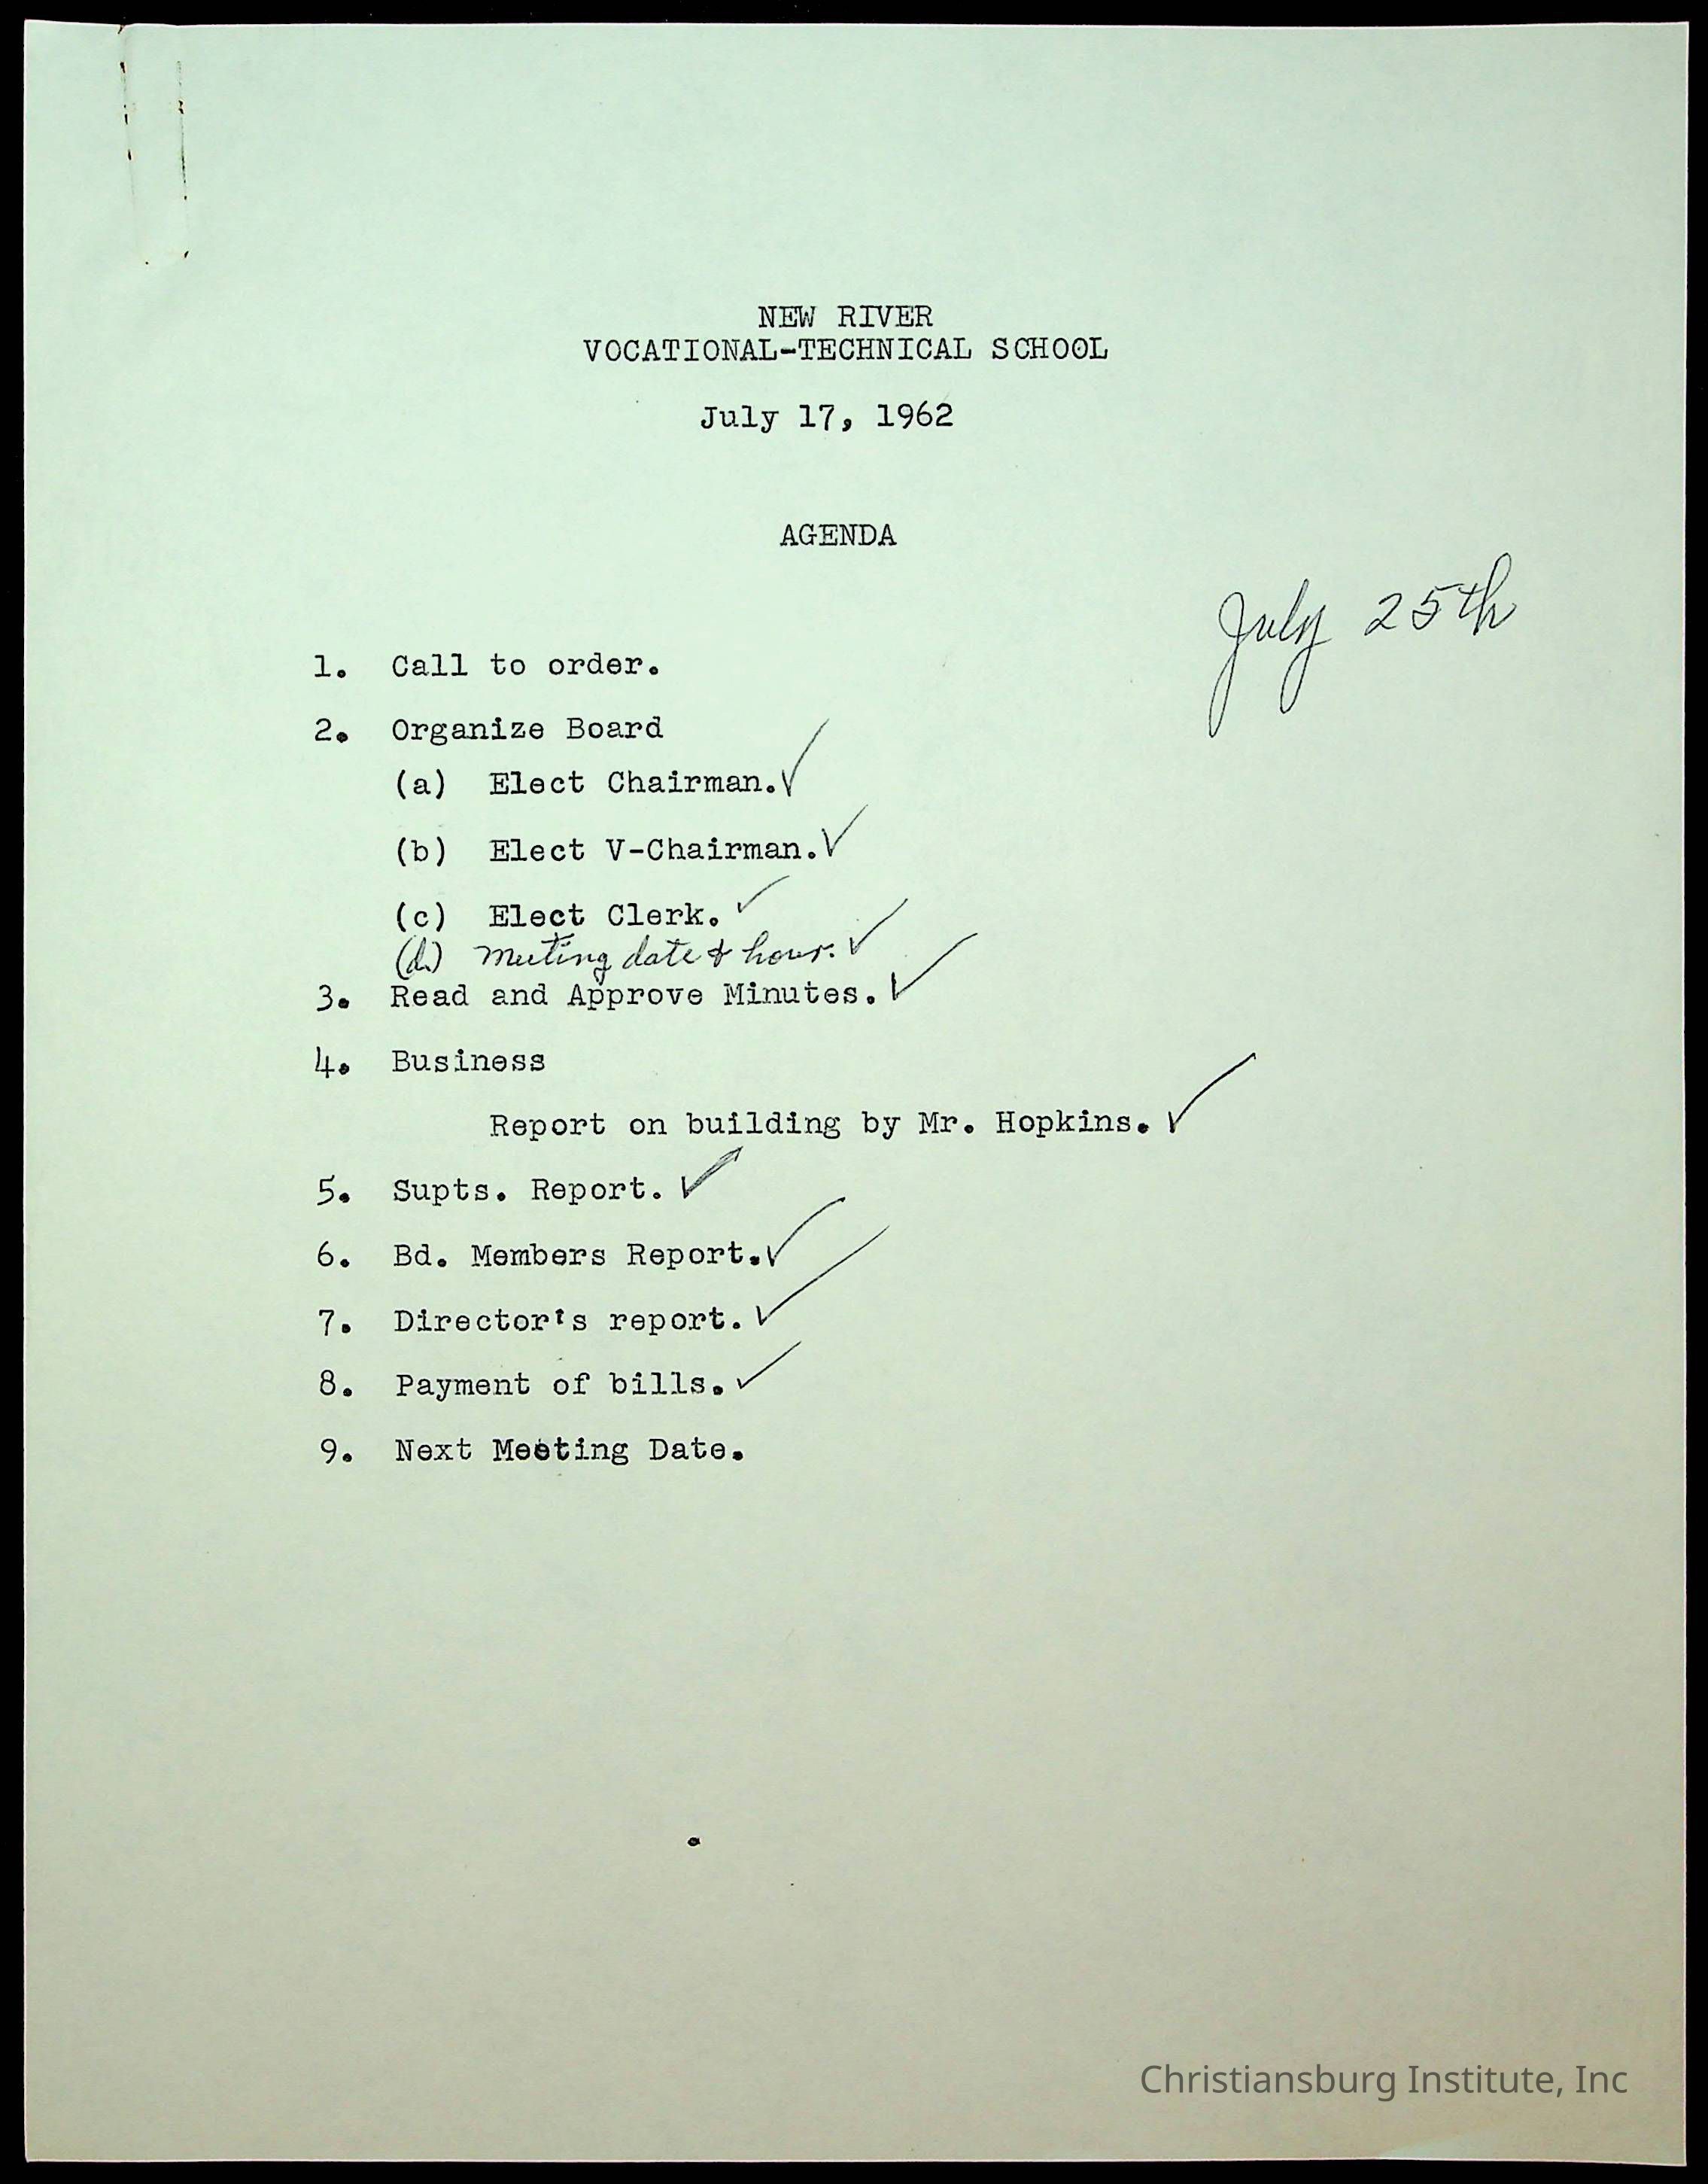 NEW RIVER
VOCATIONAL-TECHNICAL SCHOOL
July 17, 1962
AGENDA
July 25th
1. Call to order.
2. Organize Board
(a) Elect Chairman.✓
(b) Elect V-Chairman.✓
(c) Elect Clerk. ✓
(d.) Meeting date & hour. ✓
3. Read and Approve Minutes. ✓
4. Business
Report on building by Mr. Hopkins. ✓
5. Supts. Report. ✓
6. Bd. Members Report.✓
7. Director's report. ✓
8. Payment of bills. ✓
9. Next Meeting Date.
Christiansburg Institute, Inc